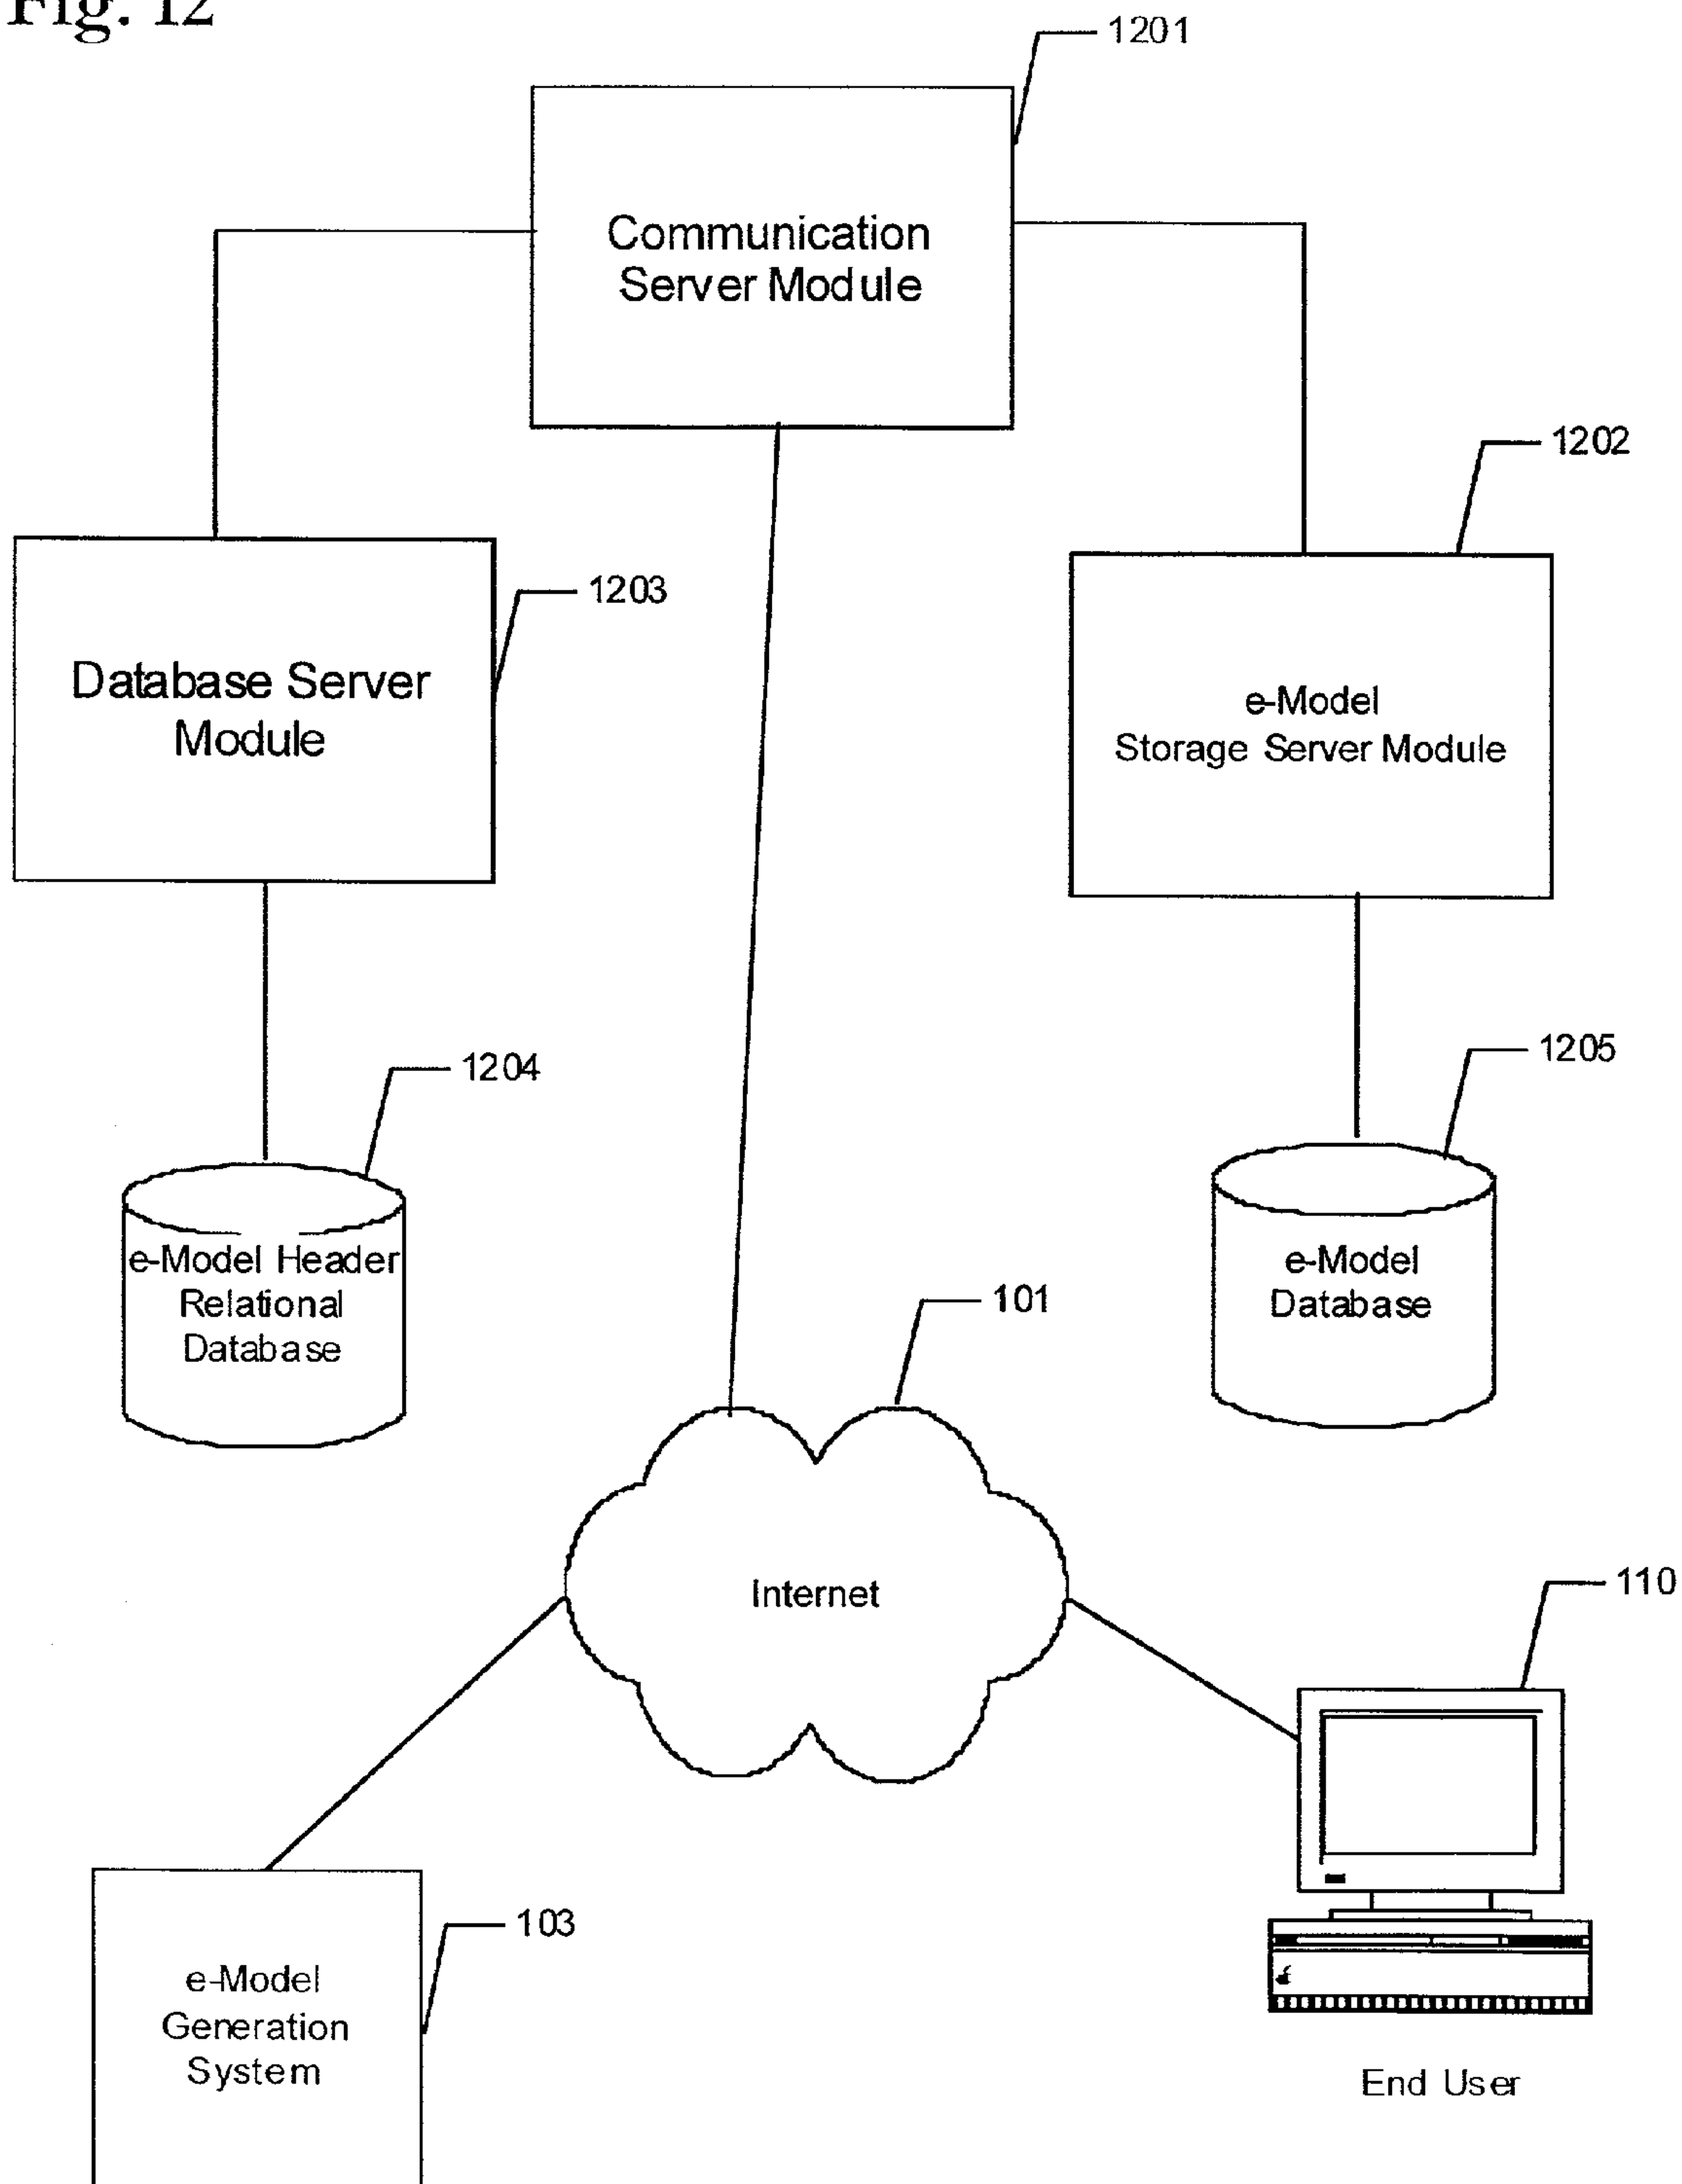 Fig. 12
1201
Communication
Server Module
1202
1203
Database Server
Module
e-Model
Storage Server Module
1204
1205
e-Model Header
Relational
Database
e-Model
Database
101
Internet
110
103
e-Model
Generation
System
End User